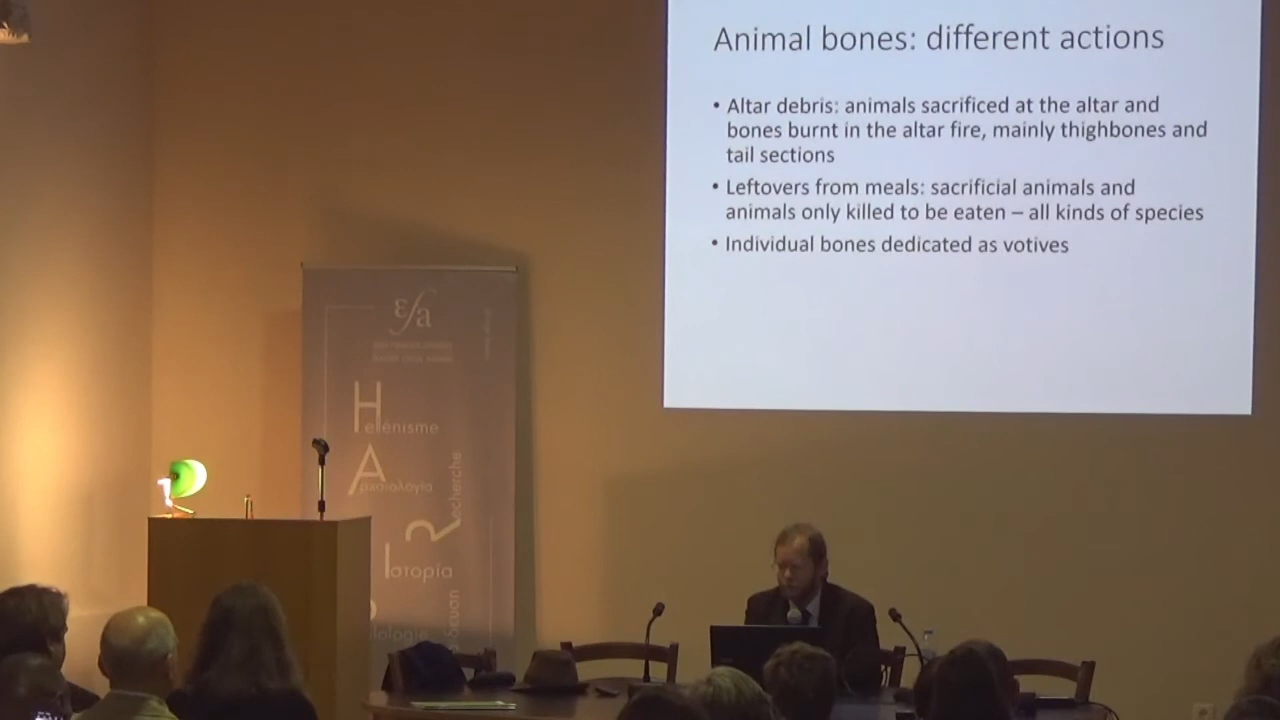 Animal bones: different actions
• Altar debris: animals sacrificed at the altar and
bones burnt in the altar fire, mainly thighbones and
tail sections
• Leftovers from meals: sacrificial animals and
animals only killed to be eaten – all kinds of species
• Individual bones dedicated as votives
εfa
Hellénisme
Αρχαιολογία
Recherche
Ιστορία